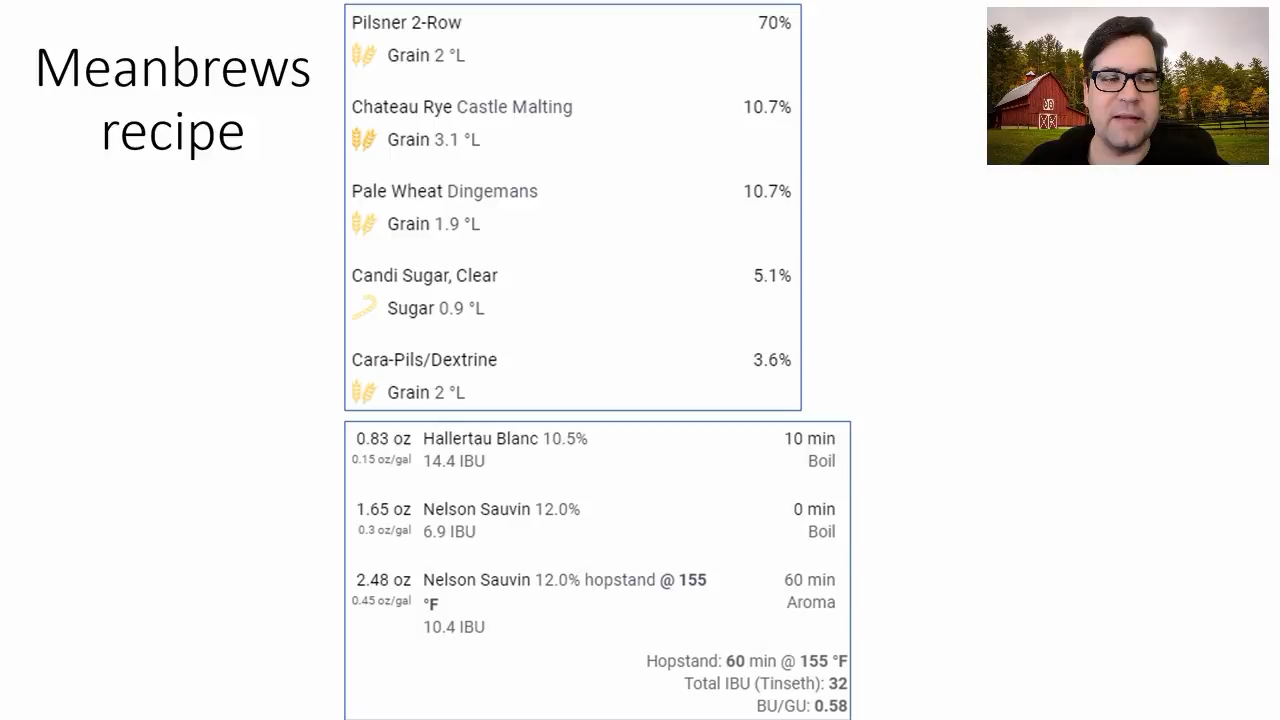 Meanbrews
recipe
Pilsner 2-Row 70%
Grain 2 °L
Chateau Rye Castle Malting 10.7%
Grain 3.1 °L
Pale Wheat Dingemans 10.7%
Grain 1.9 °L
Candi Sugar, Clear 5.1%
Sugar 0.9 °L
Cara-Pils/Dextrine 3.6%
Grain 2 °L
0.83 oz Hallertau Blanc 10.5% 10 min
0.15 oz/gal 14.4 IBU Boil
1.65 oz Nelson Sauvin 12.0% 0 min
0.3 oz/gal 6.9 IBU Boil
2.48 oz Nelson Sauvin 12.0% hopstand @ 155 60 min
0.45 oz/gal °F Aroma
10.4 IBU
Hopstand: 60 min @ 155 °F
Total IBU (Tinseth): 32
BU/GU: 0.58